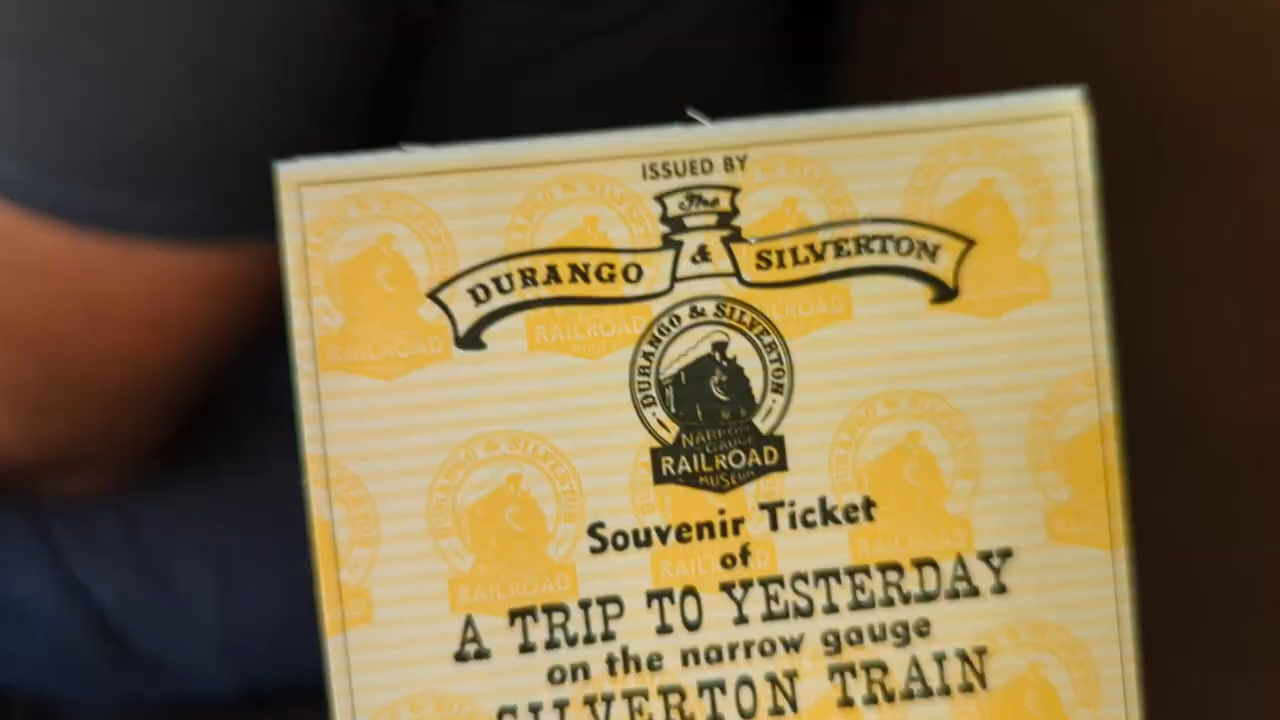 ISSUED BY
The
DURANGO & SILVERTON
DURANGO & SILVERTON
NARROW
GAUGE
RAILROAD
MUSEUM
Souvenir Ticket
of
A TRIP TO YESTERDAY
on the narrow gauge
SILVERTON TRAIN